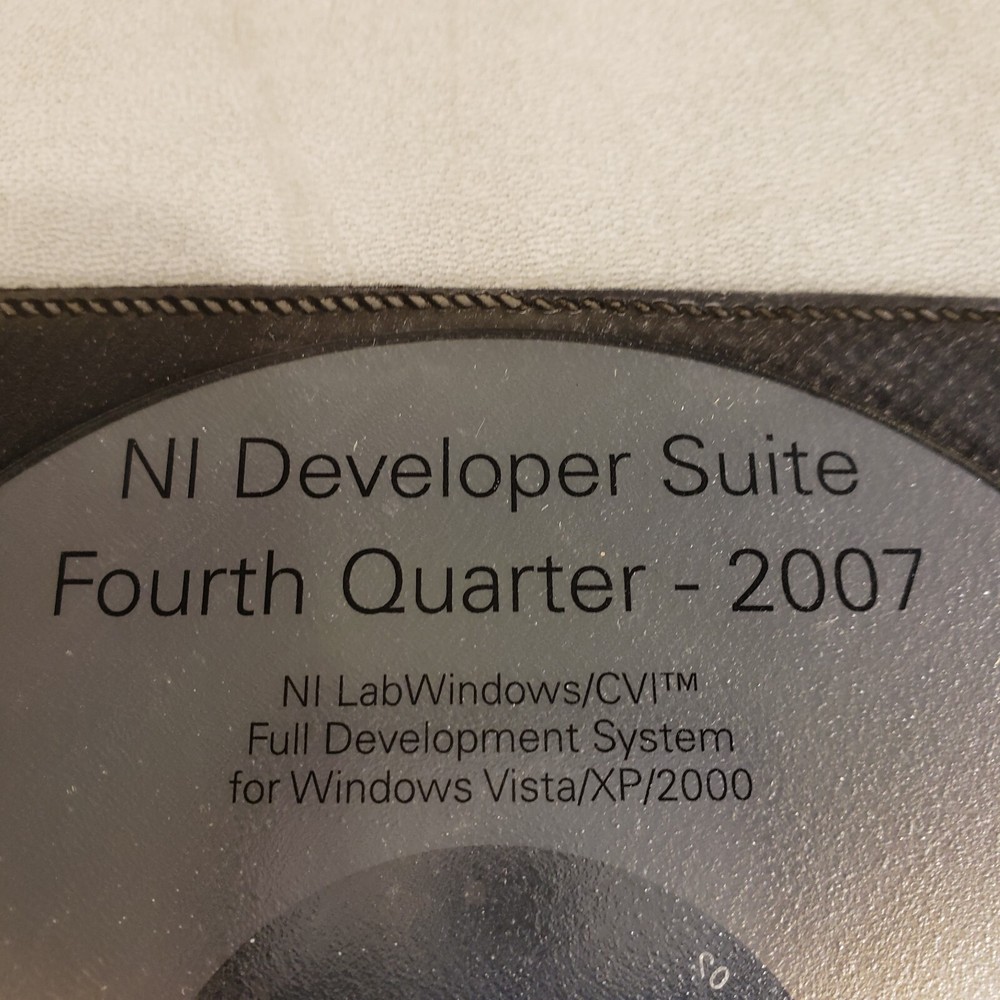 NI Developer Suite
Fourth Quarter - 2007
NI LabWindows/CVI™
Full Development System
for Windows Vista/XP/2000